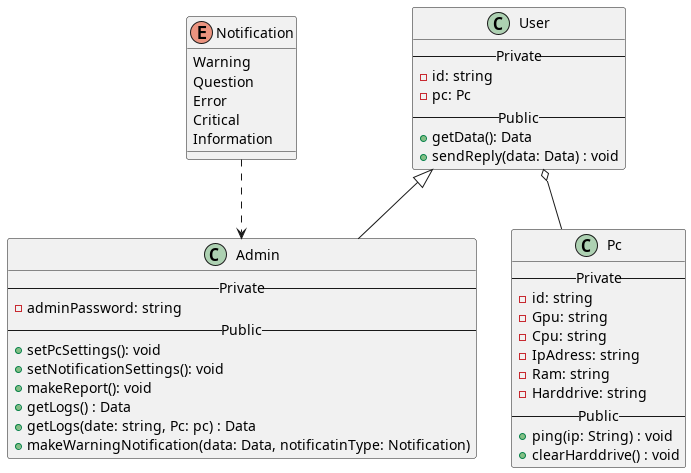 E Notification
Warning
Question
Error
Critical
Information
C User
Private
id: string
pc: Pc
Public
getData(): Data
sendReply(data: Data) : void
C Admin
Private
adminPassword: string
Public
setPcSettings(): void
setNotificationSettings(): void
makeReport(): void
getLogs() : Data
getLogs(date: string, Pc: pc) : Data
makeWarningNotification(data: Data, notificatinType: Notification)
C Pc
Private
id: string
Gpu: string
Cpu: string
IpAdress: string
Ram: string
Harddrive: string
Public
ping(ip: String) : void
clearHarddrive() : void